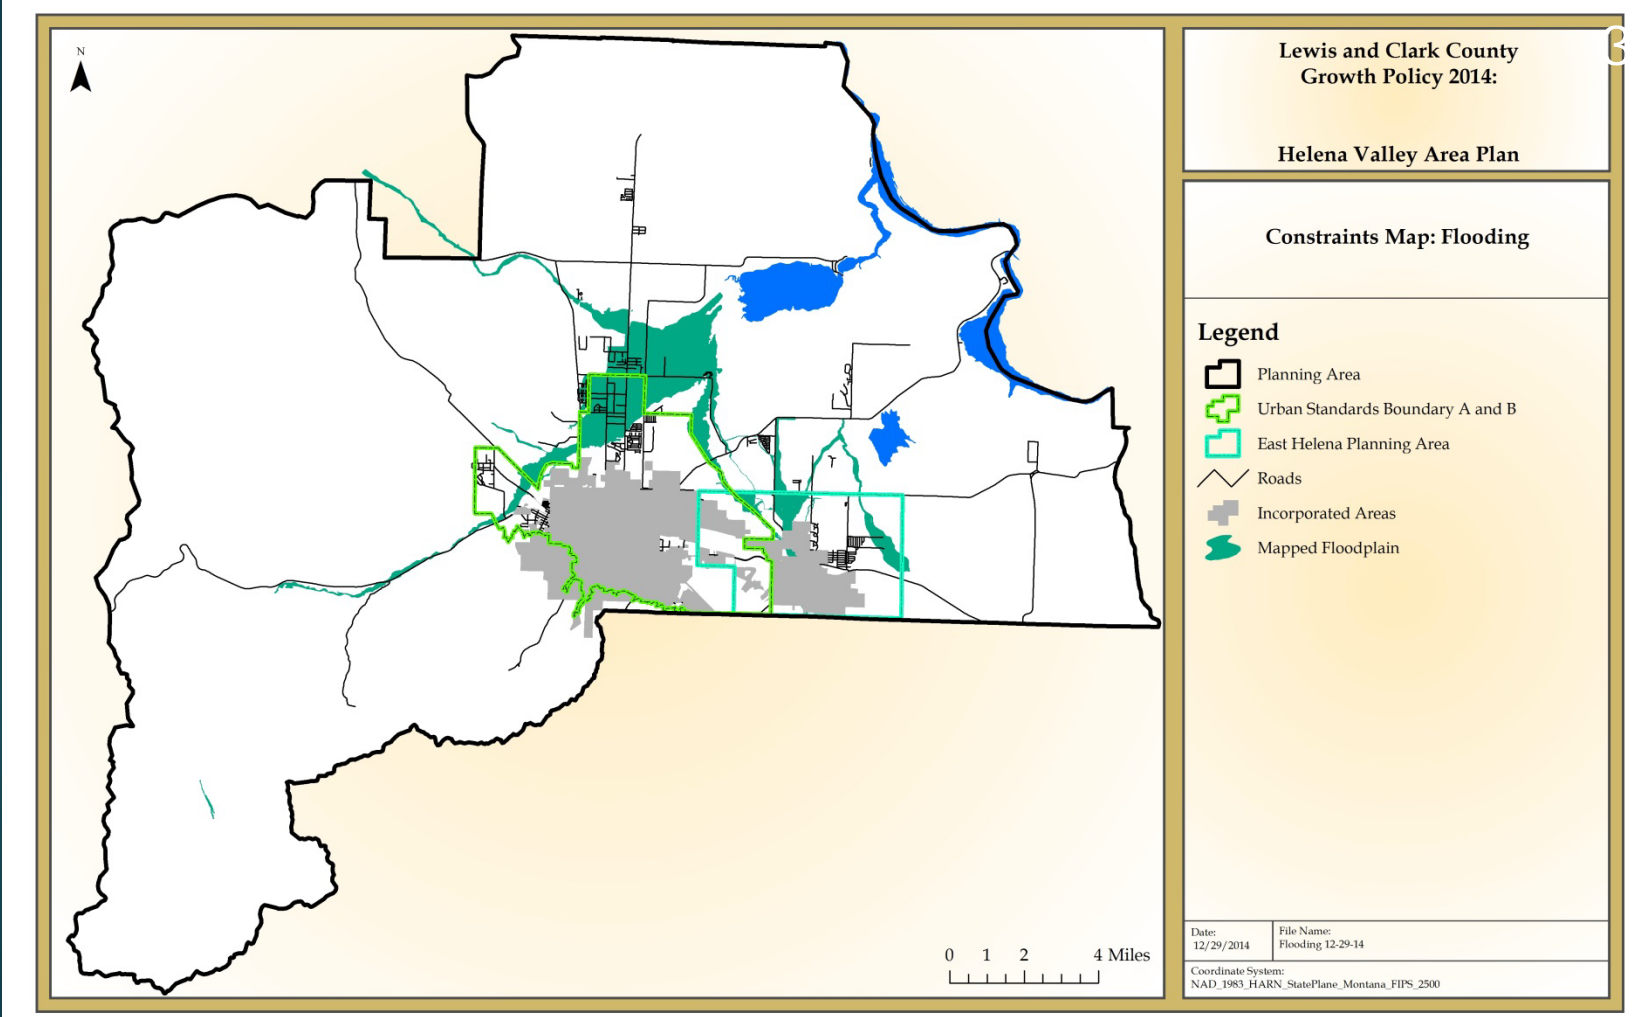 3
N
Lewis and Clark County
Growth Policy 2014:
Helena Valley Area Plan
Constraints Map: Flooding
Legend
Planning Area
Urban Standards Boundary A and B
East Helena Planning Area
Roads
Incorporated Areas
Mapped Floodplain
0 1 2 4 Miles
Date:
12/29/2014
File Name:
Flooding 12-29-14
Coordinate System:
NAD_1983_HARN_StatePlane_Montana_FIPS_2500